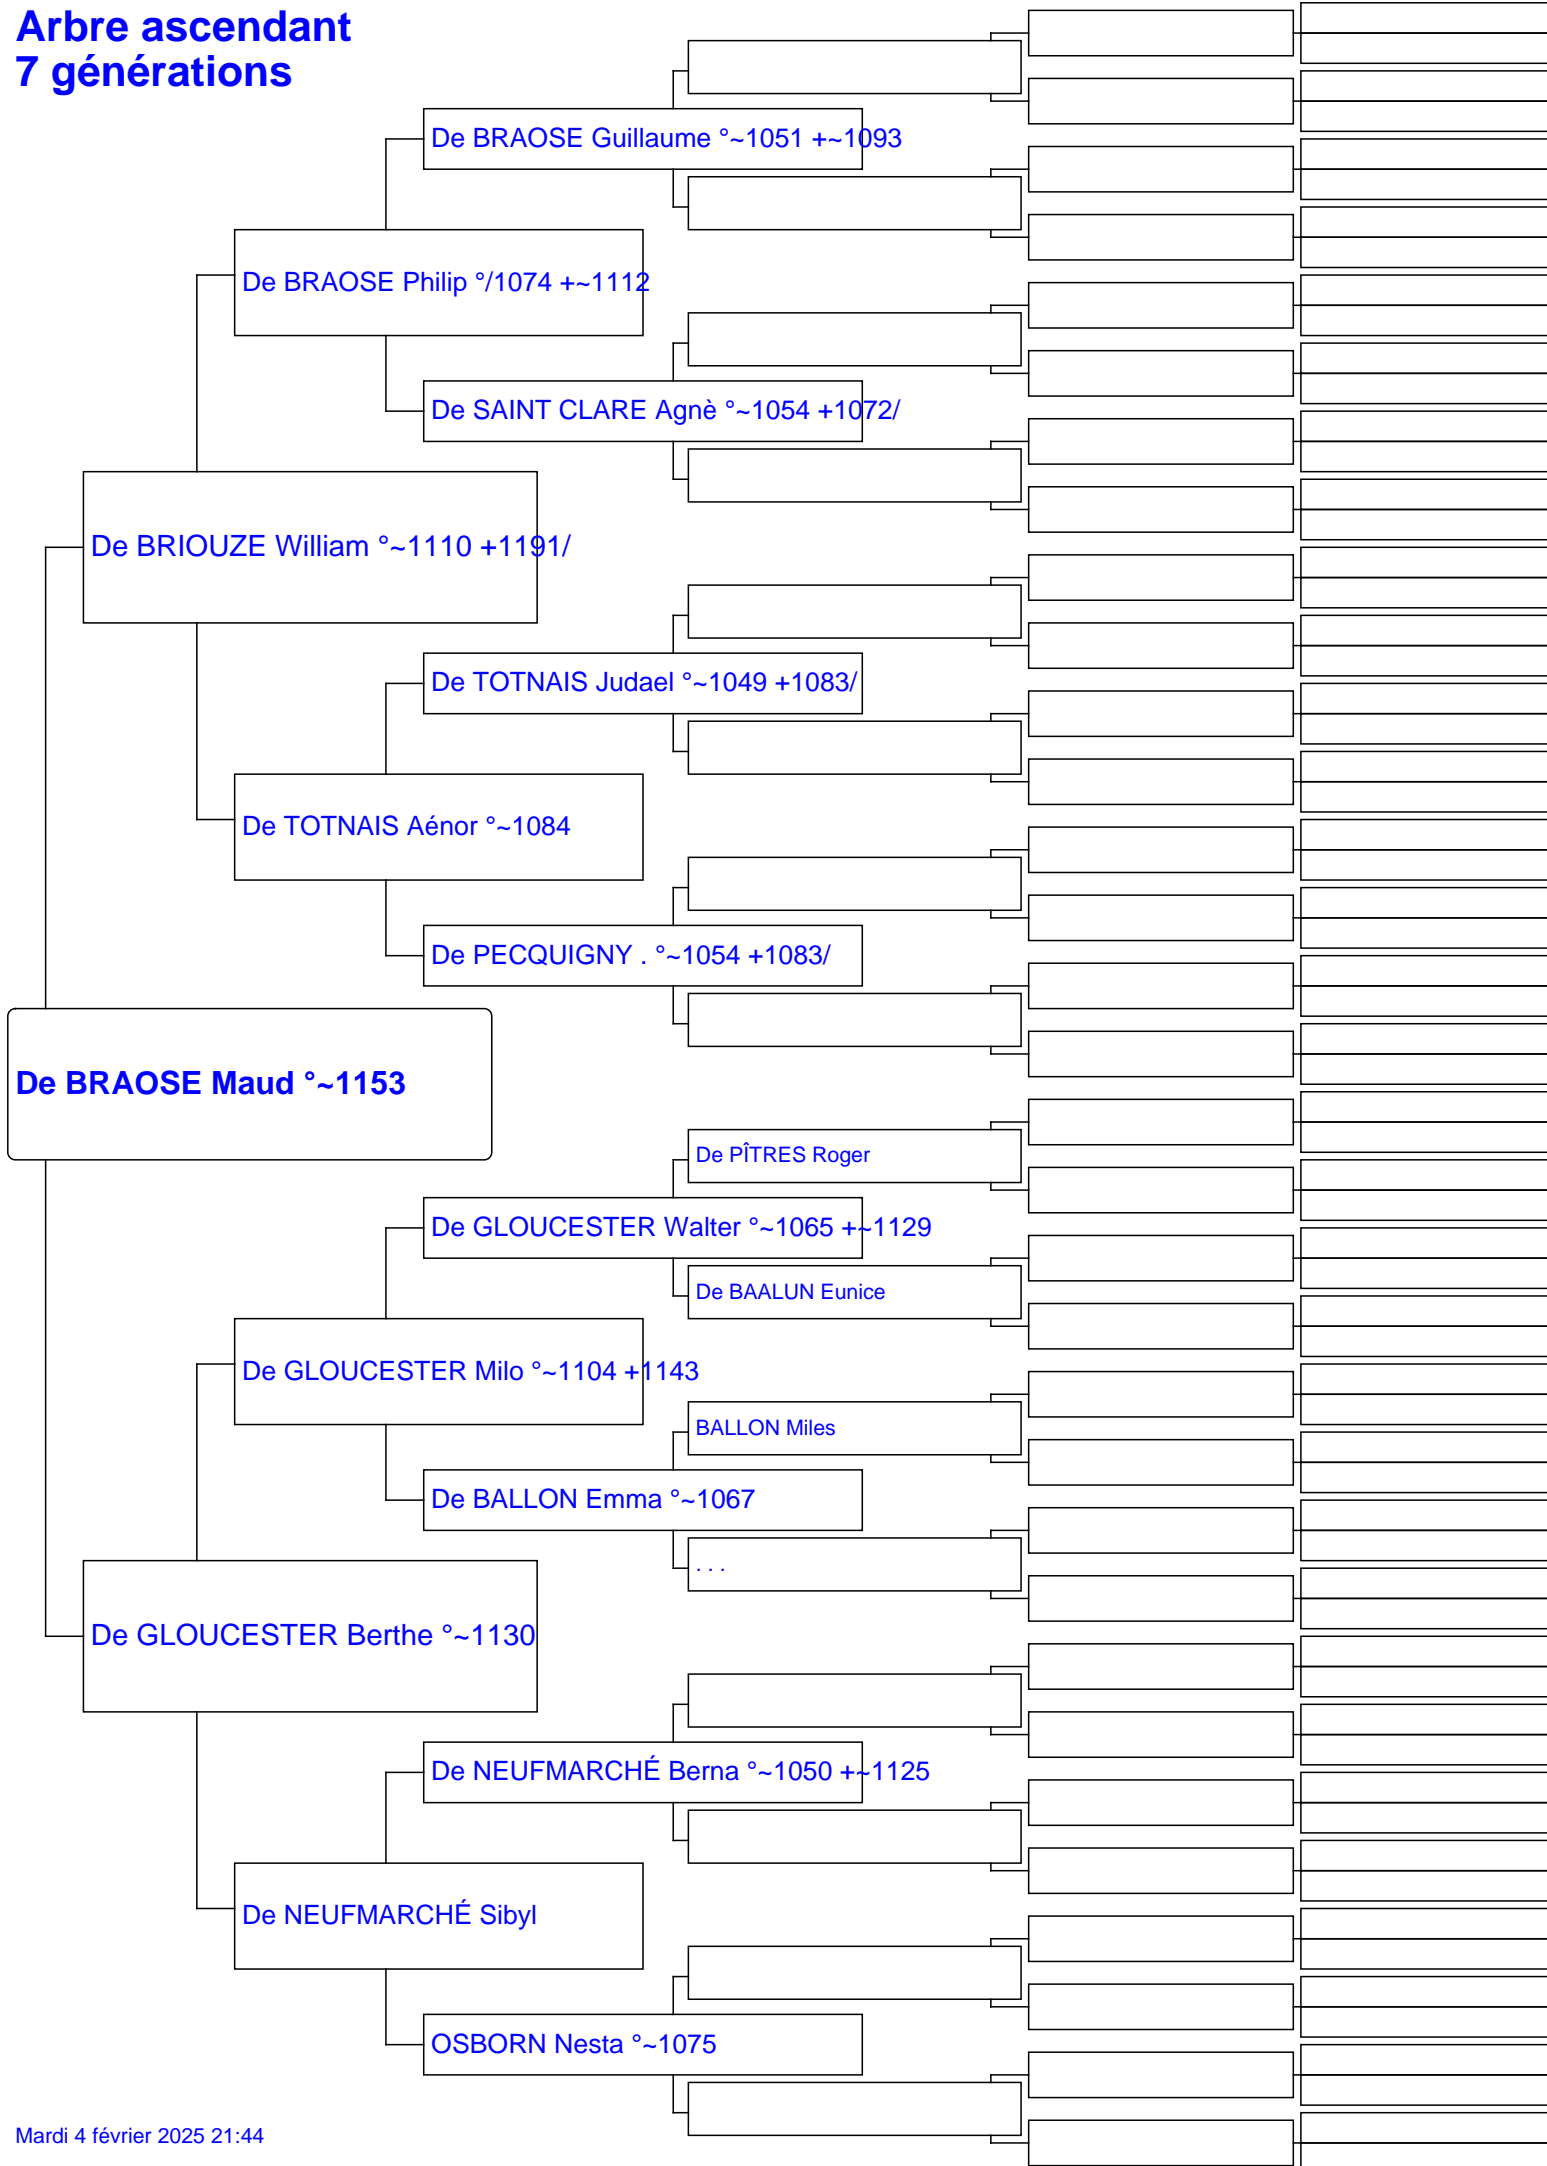 Arbre ascendant
7 générations
De BRAOSE Guillaume °~1051 +~1093
De BRAOSE Philip °/1074 +~1112
De SAINT CLARE Agnè °~1054 +1072/
De BRIOUZE William °~1110 +1191/
De TOTNAIS Judael °~1049 +1083/
De TOTNAIS Aénor °~1084
De PECQUIGNY . °~1054 +1083/
De BRAOSE Maud °~1153
De PÎTRES Roger
De GLOUCESTER Walter °~1065 +~1129
De BAALUN Eunice
De GLOUCESTER Milo °~1104 +1143
BALLON Miles
De BALLON Emma °~1067
. . .
De GLOUCESTER Berthe °~1130
De NEUFMARCHÉ Berna °~1050 +~1125
De NEUFMARCHÉ Sibyl
OSBORN Nesta °~1075
Mardi 4 février 2025 21:44